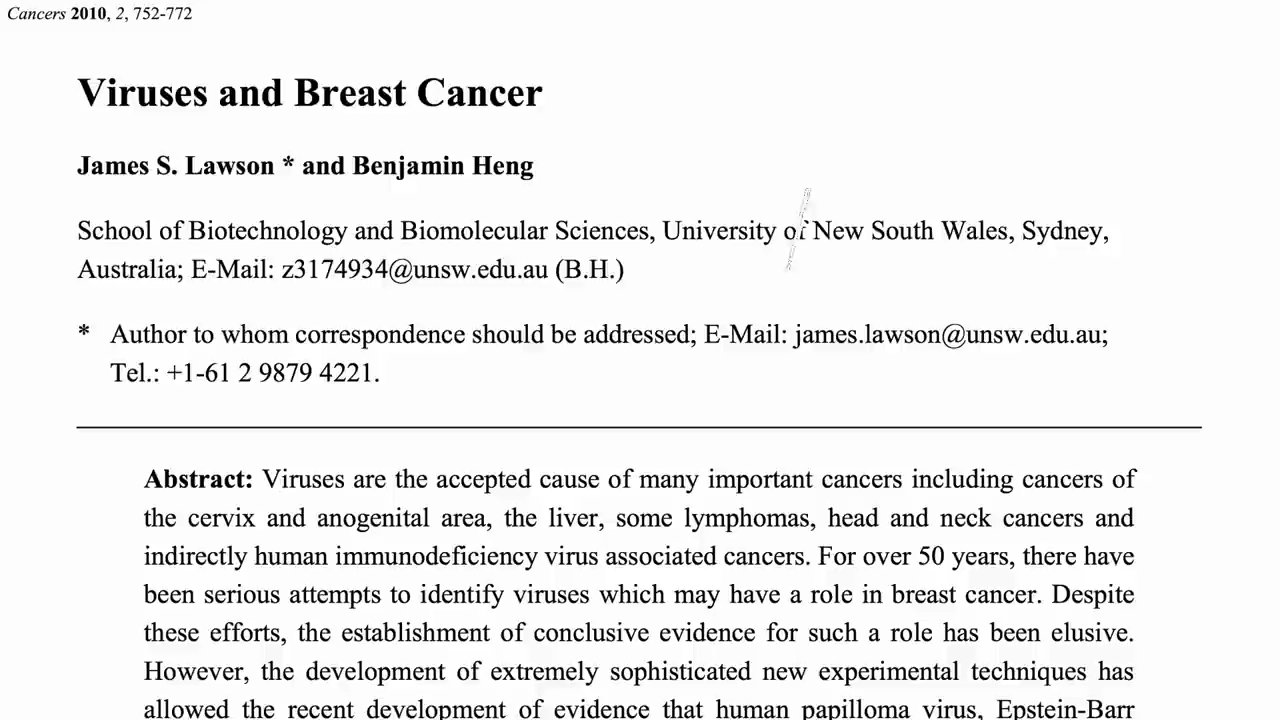 Cancers 2010, 2, 752-772
Viruses and Breast Cancer
James S. Lawson * and Benjamin Heng
School of Biotechnology and Biomolecular Sciences, University of New South Wales, Sydney,
Australia; E-Mail: z3174934@unsw.edu.au (B.H.)
* Author to whom correspondence should be addressed; E-Mail: james.lawson@unsw.edu.au;
Tel.: +1-61 2 9879 4221.
Abstract: Viruses are the accepted cause of many important cancers including cancers of
the cervix and anogenital area, the liver, some lymphomas, head and neck cancers and
indirectly human immunodeficiency virus associated cancers. For over 50 years, there have
been serious attempts to identify viruses which may have a role in breast cancer. Despite
these efforts, the establishment of conclusive evidence for such a role has been elusive.
However, the development of extremely sophisticated new experimental techniques has
allowed the recent development of evidence that human papilloma virus, Epstein-Barr